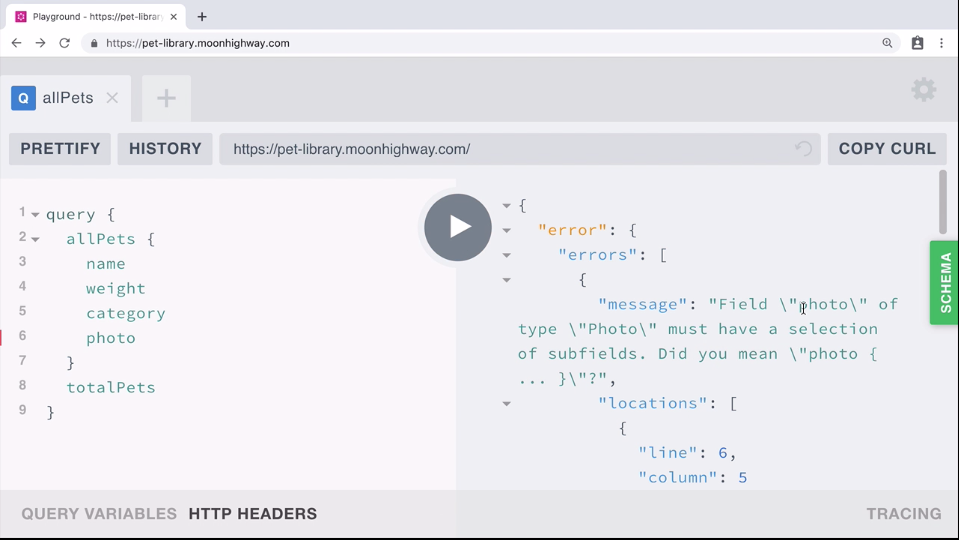 Playground - https://pet-library
https://pet-library.moonhighway.com
Q allPets
PRETTIFY HISTORY https://pet-library.moonhighway.com/ COPY CURL
1 query {
2 allPets {
3 name
4 weight
5 category
6 photo
7 }
8 totalPets
9 }
{
"error": {
"errors": [
{
"message": "Field \"photo\" of
type \"Photo\" must have a selection
of subfields. Did you mean \"photo {
... }\"?",
"locations": [
{
"line": 6,
"column": 5
SCHEMA
QUERY VARIABLES HTTP HEADERS TRACING